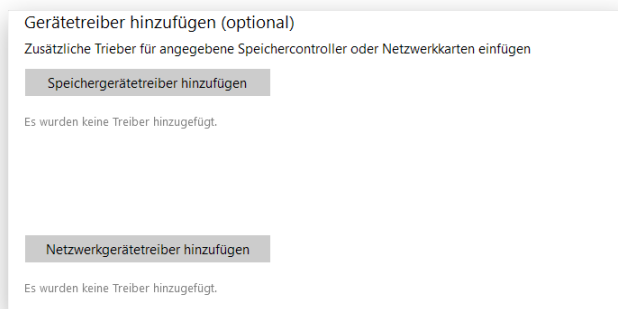 Gerätetreiber hinzufügen (optional)
Zusätzliche Trieber für angegebene Speichercontroller oder Netzwerkkarten einfügen
Speichergerätetreiber hinzufügen
Es wurden keine Treiber hinzugefügt.
Netzwerkgerätetreiber hinzufügen
Es wurden keine Treiber hinzugefügt.